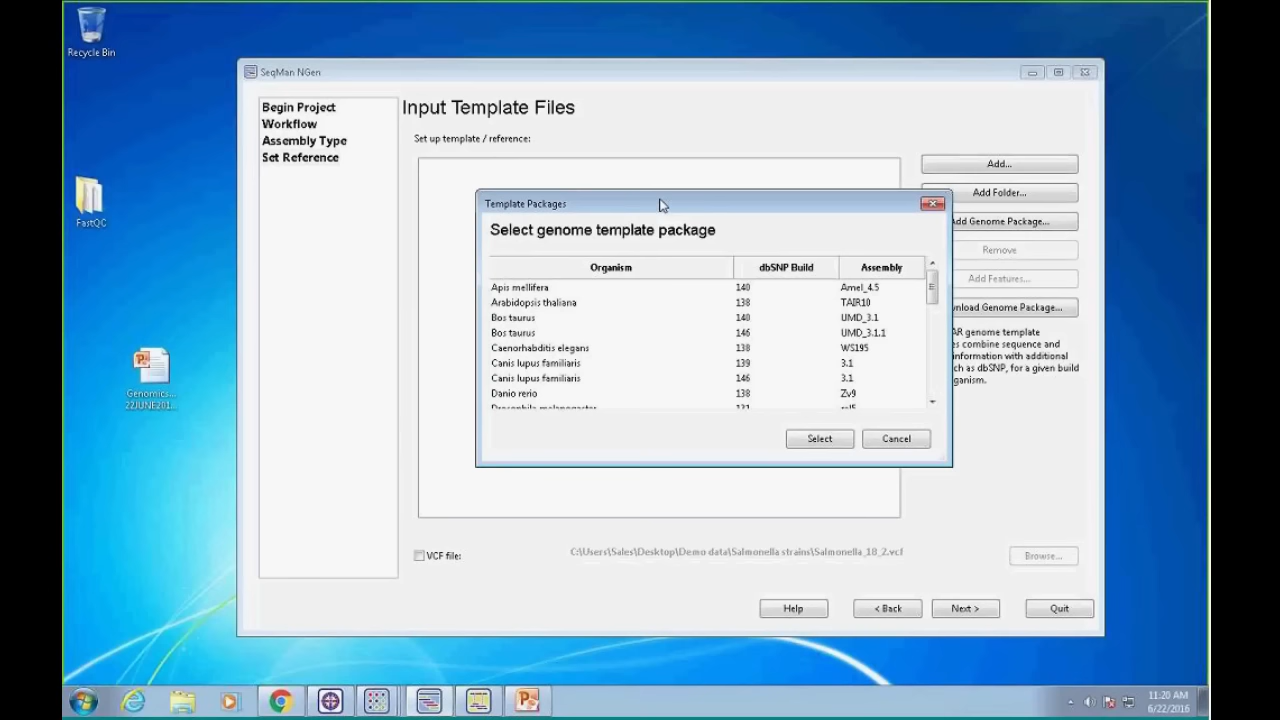 Recycle Bin
FastQC
Genomics...
22JUNE201...
SeqMan NGen
Begin Project
Workflow
Assembly Type
Set Reference
Input Template Files
Set up template / reference:
Add...
Add Folder...
Add Genome Package...
Remove
Add Features...
nload Genome Package...
AR genome template
es combine sequence and
information with additional
ch as dbSNP, for a given build
ganism.
Template Packages
Select genome template package
Organism dbSNP Build Assembly
Apis mellifera 140 Amel_4.5
Arabidopsis thaliana 138 TAIR10
Bos taurus 140 UMD_3.1
Bos taurus 146 UMD_3.1.1
Caenorhabditis elegans 138 WS195
Canis lupus familiaris 139 3.1
Canis lupus familiaris 146 3.1
Danio rerio 138 Zv9
Drosophila melanogaster 131
Select
Cancel
VCF file:
C:\Users\Sales\Desktop\Demo data\Salmonella strains\Salmonella_18_2.vcf
Browse...
Help
< Back
Next >
Quit
11:20 AM
6/22/2016